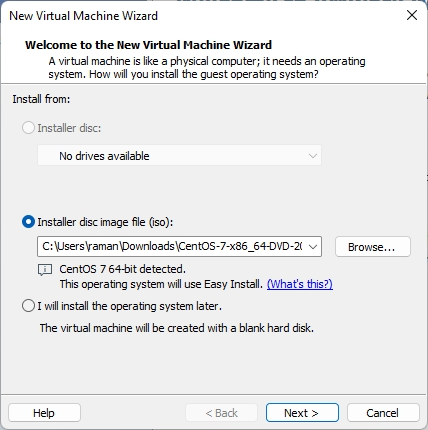 New Virtual Machine Wizard
Welcome to the New Virtual Machine Wizard
A virtual machine is like a physical computer; it needs an operating
system. How will you install the guest operating system?
Install from:
Installer disc:
No drives available
Installer disc image file (iso):
C:\Users\raman\Downloads\CentOS-7-x86_64-DVD-20
Browse...
CentOS 7 64-bit detected.
This operating system will use Easy Install. (What's this?)
I will install the operating system later.
The virtual machine will be created with a blank hard disk.
Help
< Back
Next >
Cancel